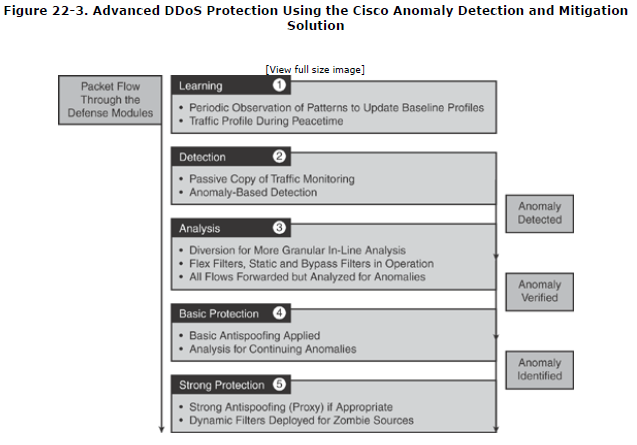 Figure 22-3. Advanced DDoS Protection Using the Cisco Anomaly Detection and Mitigation
Solution
[View full size image]
Packet Flow
Through the
Defense Modules
Learning 1
• Periodic Observation of Patterns to Update Baseline Profiles
• Traffic Profile During Peacetime
Detection 2
• Passive Copy of Traffic Monitoring
• Anomaly-Based Detection
Anomaly
Detected
Analysis 3
• Diversion for More Granular In-Line Analysis
• Flex Filters, Static and Bypass Filters in Operation
• All Flows Forwarded but Analyzed for Anomalies
Anomaly
Verified
Basic Protection 4
• Basic Antispoofing Applied
• Analysis for Continuing Anomalies
Anomaly
Identified
Strong Protection 5
• Strong Antispoofing (Proxy) if Appropriate
• Dynamic Filters Deployed for Zombie Sources